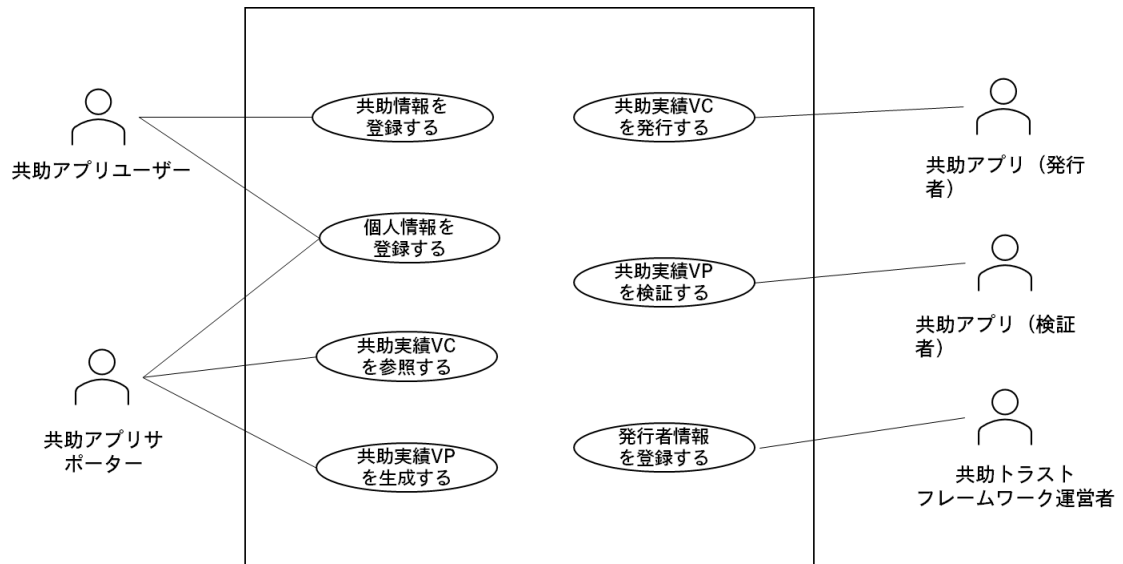 共助アプリユーザー
共助アプリサ
ポーター
共助情報を
登録する
個人情報を
登録する
共助実績VC
を参照する
共助実績VP
を生成する
共助実績VC
を発行する
共助実績VP
を検証する
発行者情報
を登録する
共助アプリ（発行
者）
共助アプリ（検証
者）
共助トラスト
フレームワーク運営者